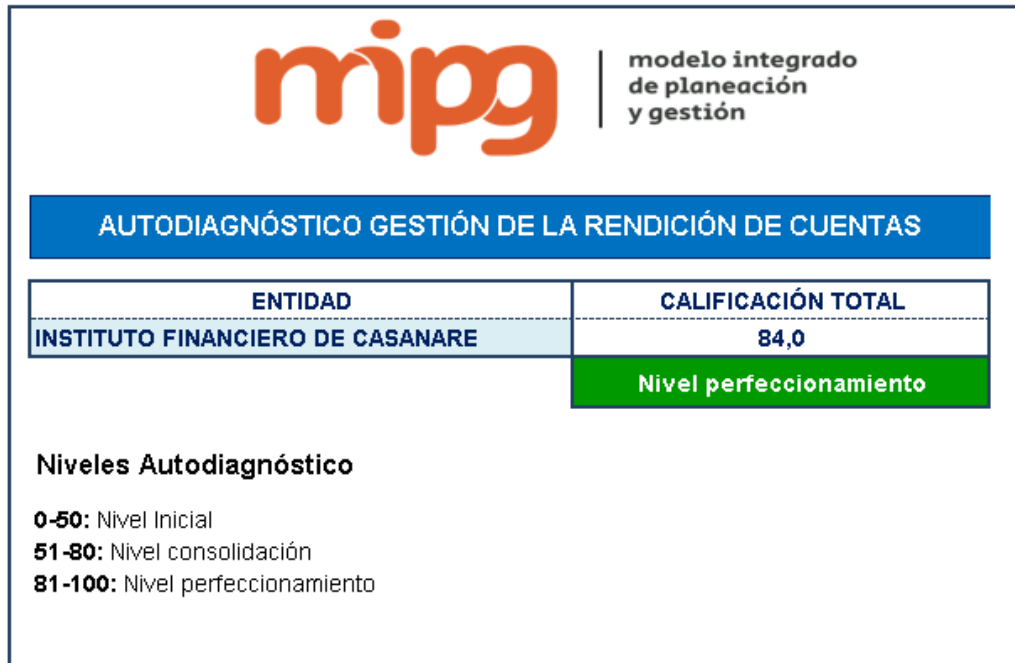 mipg
modelo integrado
de planeación
y gestión
AUTODIAGNÓSTICO GESTIÓN DE LA RENDICIÓN DE CUENTAS
ENTIDAD CALIFICACIÓN TOTAL
INSTITUTO FINANCIERO DE CASANARE 84,0
Nivel perfeccionamiento
Niveles Autodiagnóstico
0-50: Nivel Inicial
51-80: Nivel consolidación
81-100: Nivel perfeccionamiento